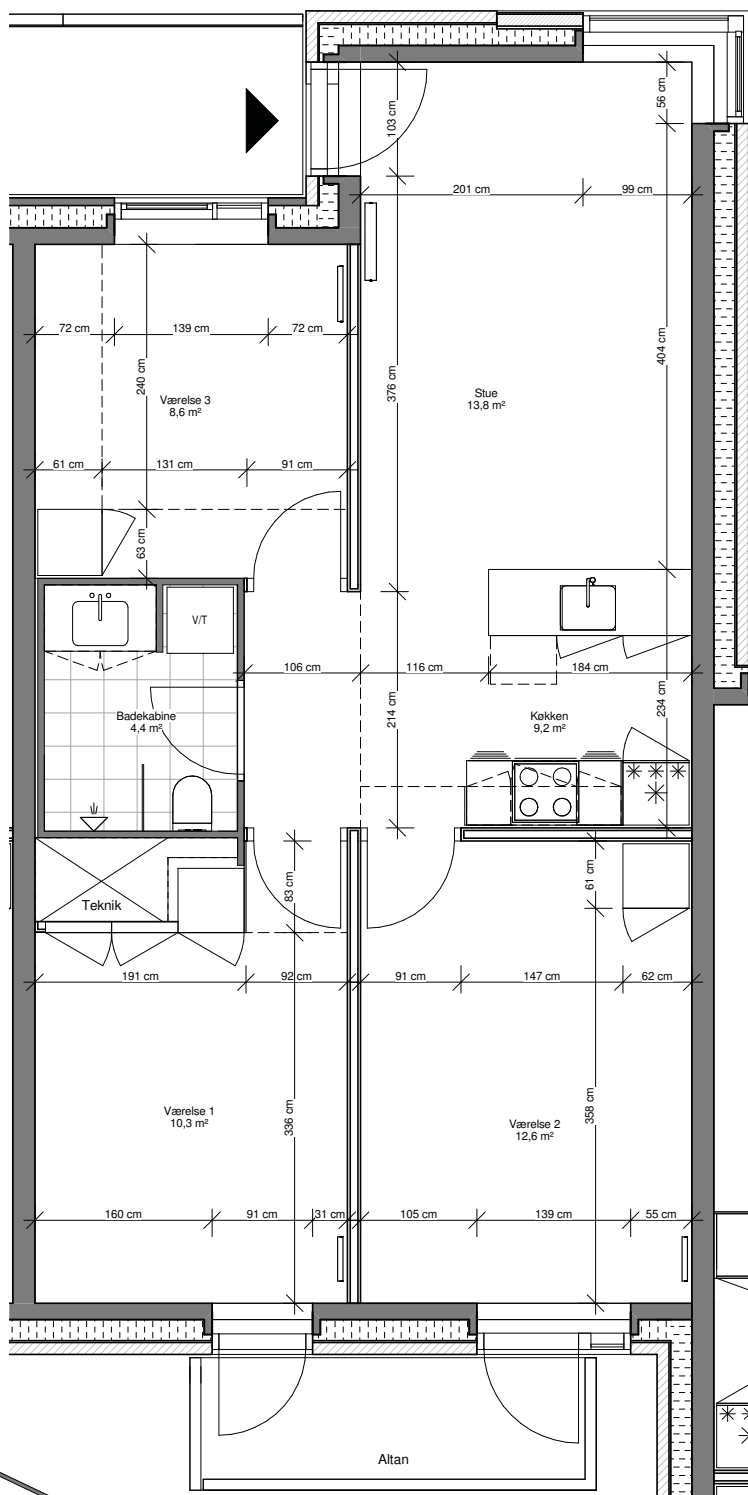 56 cm
103 cm
201 cm
99 cm
72 cm
139 cm
72 cm
240 cm
376 cm
404 cm
Værelse 3
8,6 m²
Stue
13,8 m²
61 cm
131 cm
91 cm
63 cm
V/T
106 cm
116 cm
184 cm
Badekabine
4,4 m²
214 cm
Køkken
9,2 m²
234 cm
83 cm
61 cm
Teknik
191 cm
92 cm
91 cm
147 cm
62 cm
Værelse 1
10,3 m²
336 cm
358 cm
Værelse 2
12,6 m²
160 cm
91 cm
31 cm
105 cm
139 cm
55 cm
Altan